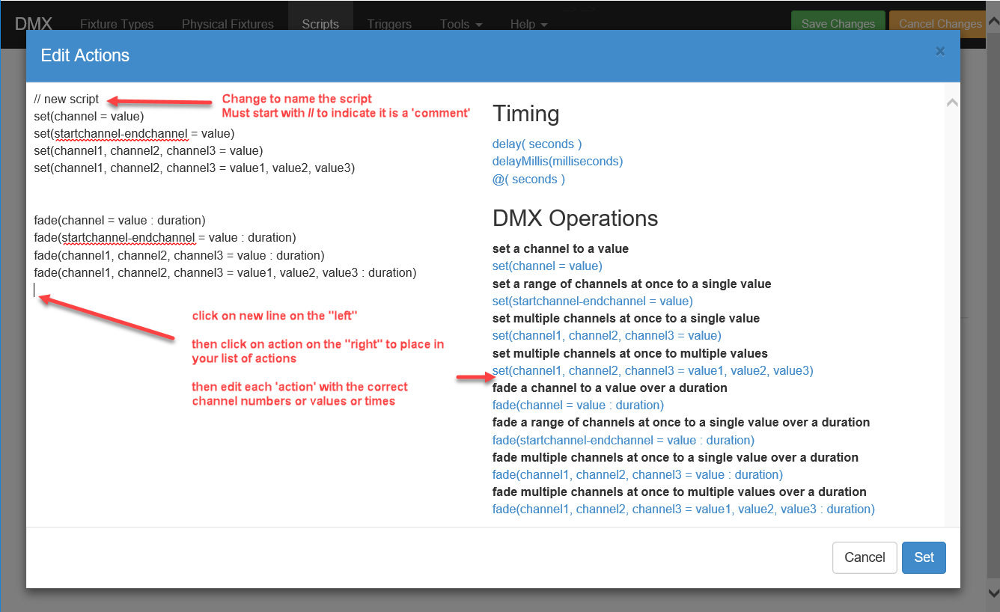 DMX Fixture Types Physical Fixtures Scripts Triggers Tools Help Save Changes Cancel Changes
Edit Actions
×
// new script
set(channel = value)
set(startchannel-endchannel = value)
set(channel1, channel2, channel3 = value)
set(channel1, channel2, channel3 = value1, value2, value3)
fade(channel = value : duration)
fade(startchannel-endchannel = value : duration)
fade(channel1, channel2, channel3 = value : duration)
fade(channel1, channel2, channel3 = value1, value2, value3 : duration)
Change to name the script
Must start with // to indicate it is a 'comment'
click on new line on the "left"
then click on action on the "right" to place in
your list of actions
then edit each 'action' with the correct
channel numbers or values or times
Timing
delay( seconds )
delayMillis(milliseconds)
@( seconds )
DMX Operations
set a channel to a value
set(channel = value)
set a range of channels at once to a single value
set(startchannel-endchannel = value)
set multiple channels at once to a single value
set(channel1, channel2, channel3 = value)
set multiple channels at once to multiple values
set(channel1, channel2, channel3 = value1, value2, value3)
fade a channel to a value over a duration
fade(channel = value : duration)
fade a range of channels at once to a single value over a duration
fade(startchannel-endchannel = value : duration)
fade multiple channels at once to a single value over a duration
fade(channel1, channel2, channel3 = value : duration)
fade multiple channels at once to multiple values over a duration
fade(channel1, channel2, channel3 = value1, value2, value3 : duration)
Cancel Set